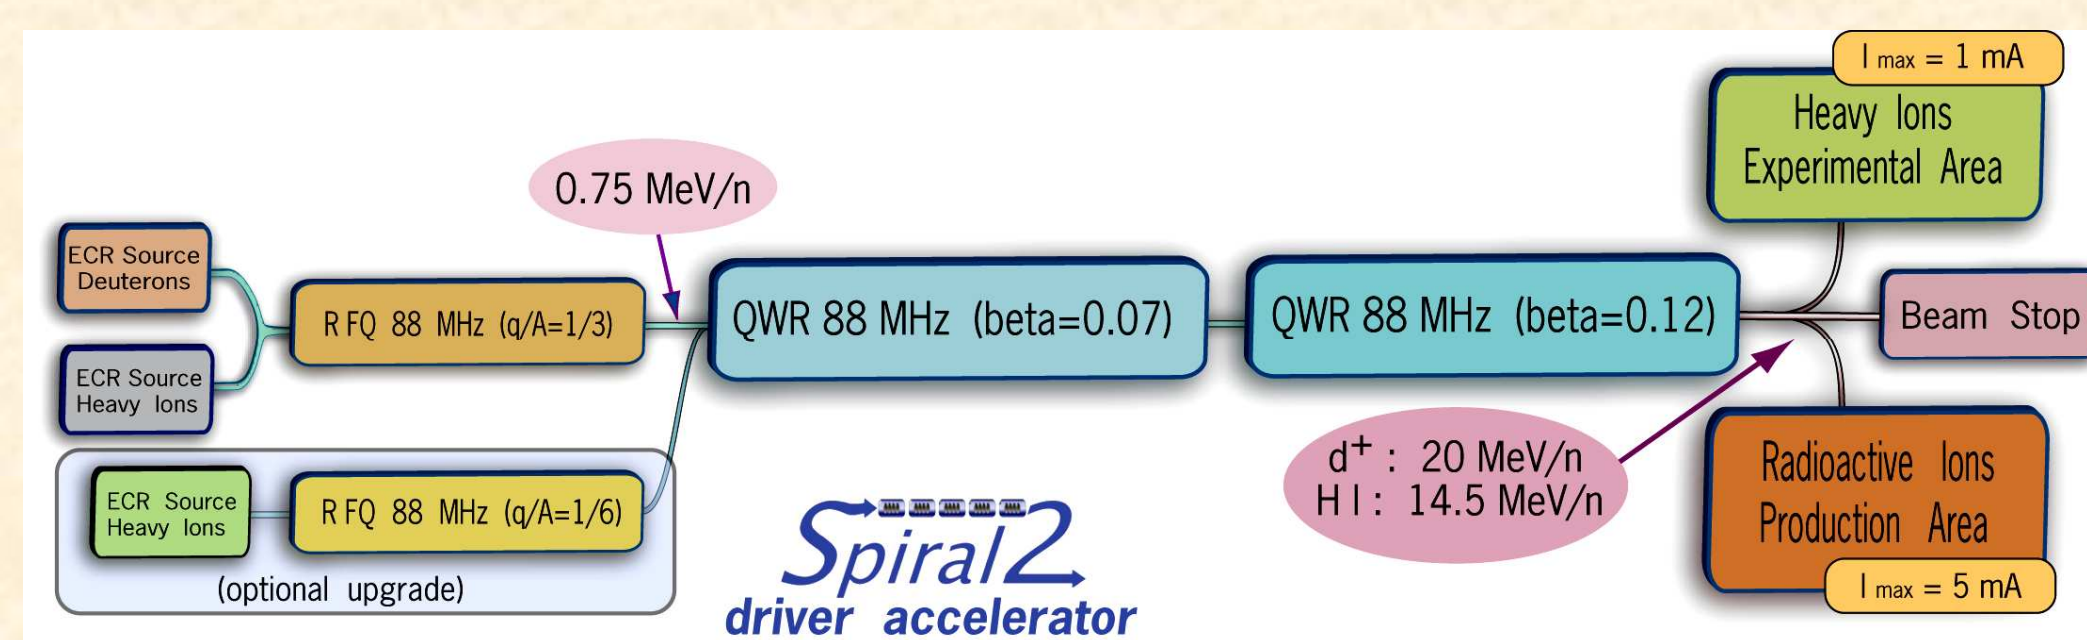 I max = 1 mA
Heavy Ions
Experimental Area
0.75 MeV/n
ECR Source
Deuterons
RFQ 88 MHz (q/A=1/3)
QWR 88 MHz (beta=0.07)
QWR 88 MHz (beta=0.12)
Beam Stop
ECR Source
Heavy Ions
d+ : 20 MeV/n
HI : 14.5 MeV/n
Radioactive Ions
Production Area
I max = 5 mA
ECR Source
Heavy Ions
RFQ 88 MHz (q/A=1/6)
(optional upgrade)
Spiral2
driver accelerator